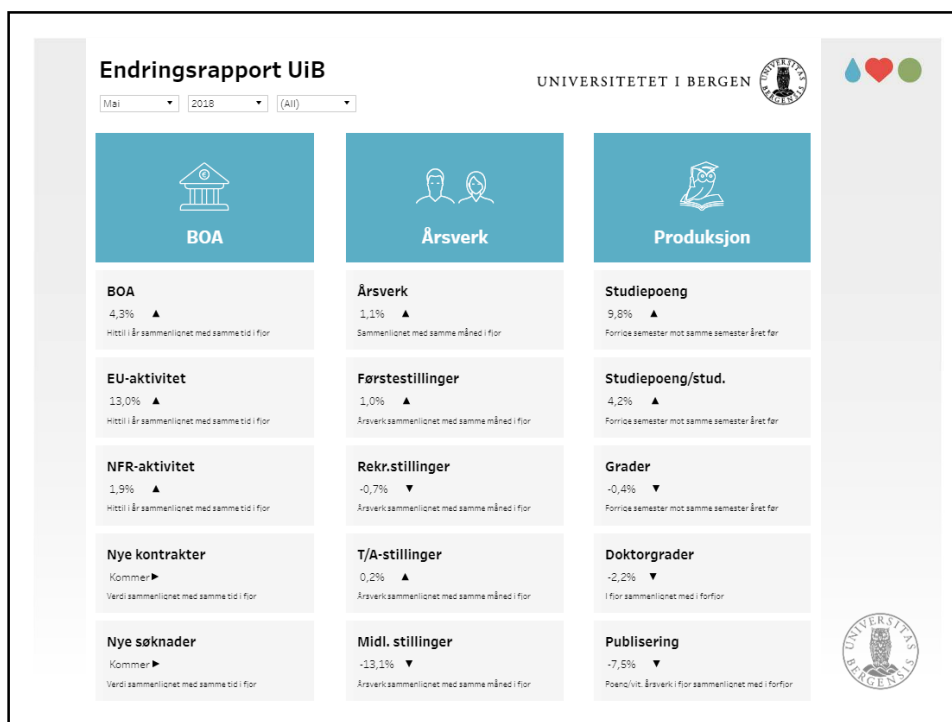 Endringsrapport UiB
UNIVERSITETET I BERGEN
UNIVERSITAS
BERGENSIS
Mai
2018
(All)
BOA
BOA
4,3% ▲
Hittil i år sammenlignet med samme tid i fjor
EU-aktivitet
13,0% ▲
Hittil i år sammenlignet med samme tid i fjor
NFR-aktivitet
1,9% ▲
Hittil i år sammenlignet med samme tid i fjor
Nye kontrakter
Kommer►
Verdi sammenlignet med samme tid i fjor
Nye søknader
Kommer►
Verdi sammenlignet med samme tid i fjor
Årsverk
Årsverk
1,1% ▲
Sammenlignet med samme måned i fjor
Førstestillinger
1,0% ▲
Årsverk sammenlignet med samme måned i fjor
Rekr.stillinger
-0,7% ▼
Årsverk sammenlignet med samme måned i fjor
T/A-stillinger
0,2% ▲
Årsverk sammenlignet med samme måned i fjor
Midl. stillinger
-13,1% ▼
Årsverk sammenlignet med samme måned i fjor
Produksjon
Studiepoeng
9,8% ▲
Forrige semester mot samme semester året før
Studiepoeng/stud.
4,2% ▲
Forrige semester mot samme semester året før
Grader
-0,4% ▼
Forrige semester mot samme semester året før
Doktorgrader
-2,2% ▼
I fjor sammenlignet med i forfjor
Publisering
-7,5% ▼
Poeng/vit. årsverk i fjor sammenlignet med i forfjor
UNIVERSITAS
BERGENSIS